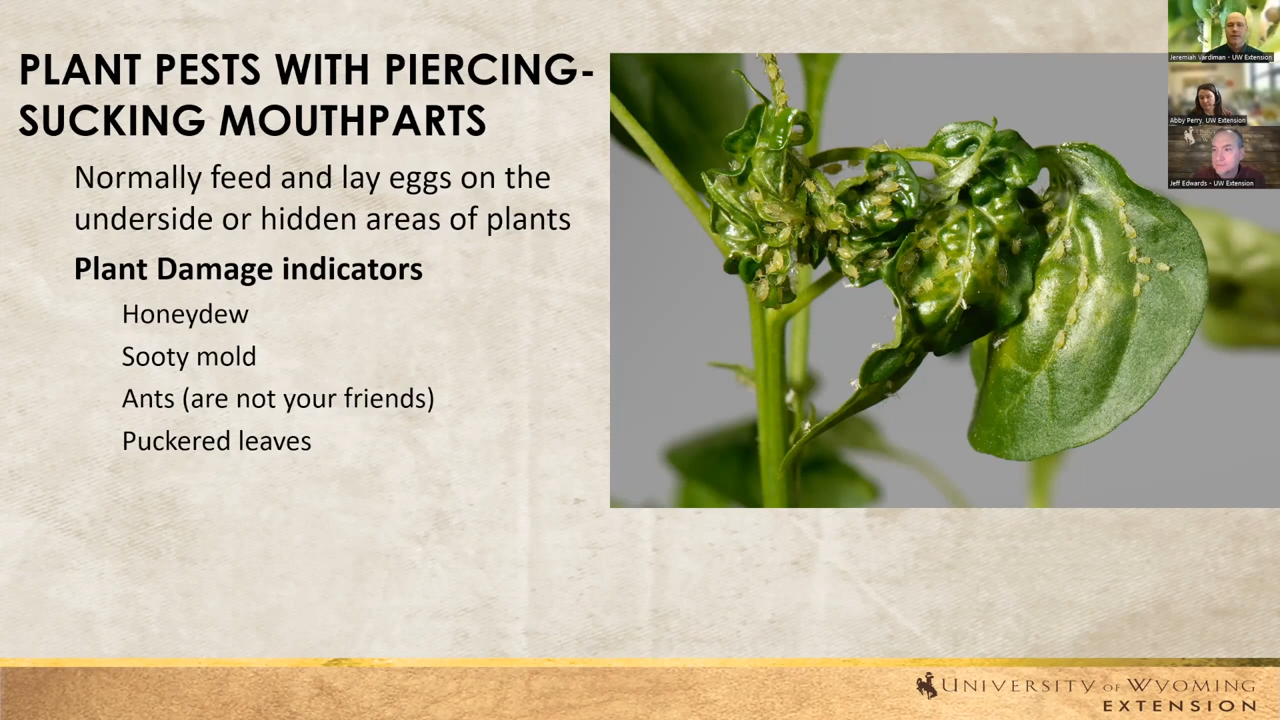 PLANT PESTS WITH PIERCING-
SUCKING MOUTHPARTS
Normally feed and lay eggs on the
underside or hidden areas of plants
Plant Damage indicators
Honeydew
Sooty mold
Ants (are not your friends)
Puckered leaves
Jeremiah Vardiman - UW Extension
Abby Perry, UW Extension
Jeff Edwards - UW Extension
UNIVERSITY OF WYOMING
EXTENSION